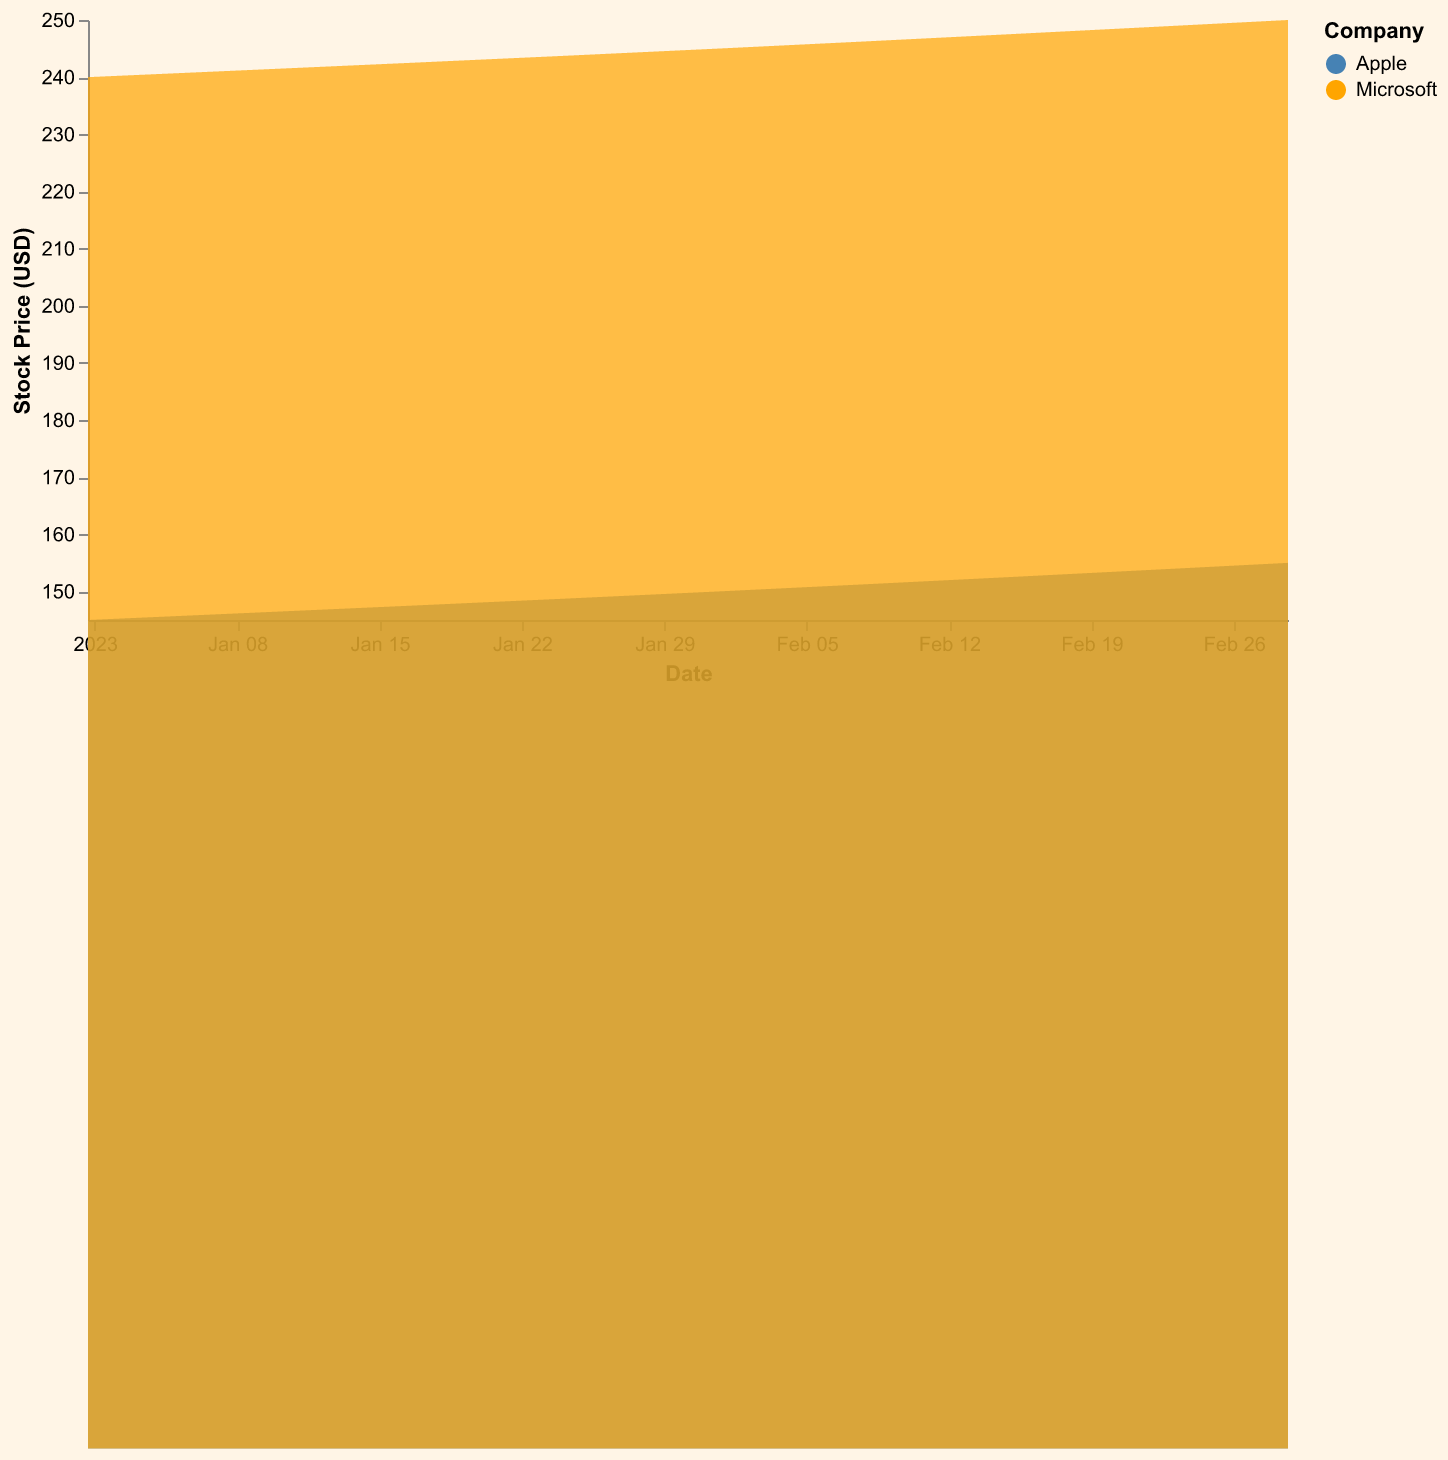 250
240
230
220
210
200
190
180
170
160
150
Stock Price (USD)
2023 Jan 08 Jan 15 Jan 22 Jan 29 Feb 05 Feb 12 Feb 19 Feb 26
Date
Company
Apple
Microsoft